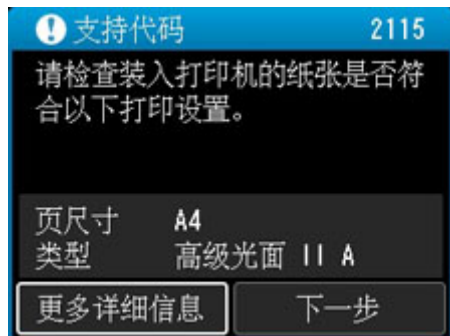 支持代码 2115
请检查装入打印机的纸张是否符
合以下打印设置。
页尺寸 A4
类型 高级光面 II A
更多详细信息 下一步